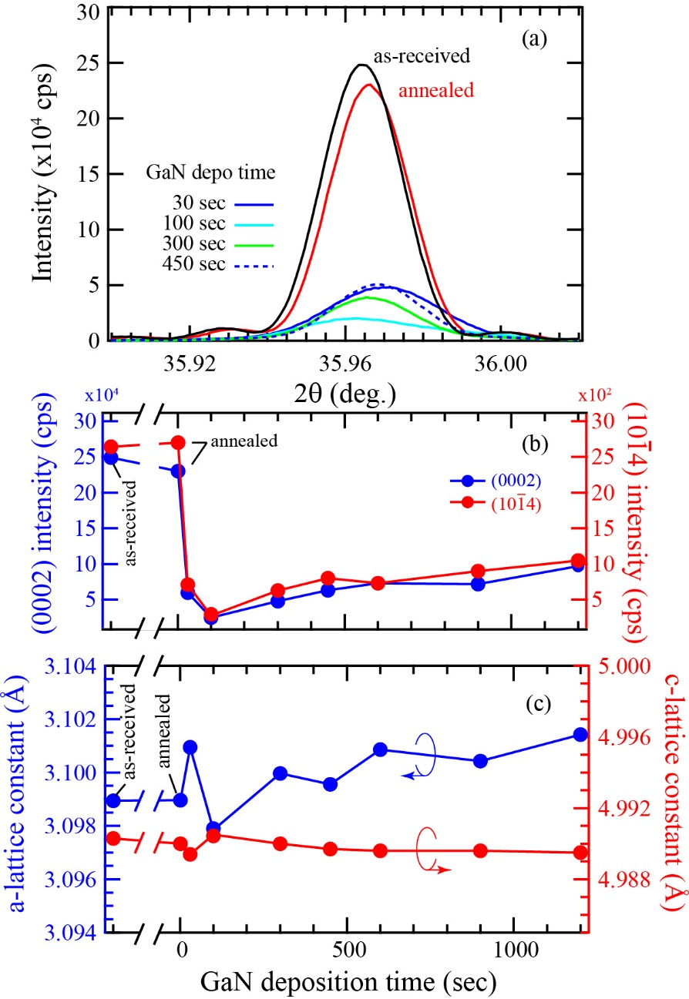 (a)
30
25
20
15
10
5
0
Intensity (x10⁴ cps)
as-received
annealed
GaN depo time
30 sec
100 sec
300 sec
450 sec
35.92
35.96
36.00
2θ (deg.)
x10⁴
x10²
(b)
(0002) intensity (cps)
30
25
20
15
10
5
as-received
annealed
(0002)
(101̄4)
30
25
20
15
10
5
(101̄4) intensity (cps)
(c)
a-lattice constant (Å)
3.104
3.102
3.100
3.098
3.096
3.094
as-received
annealed
5.000
4.996
4.992
4.988
c-lattice constant (Å)
0
500
1000
GaN deposition time (sec)